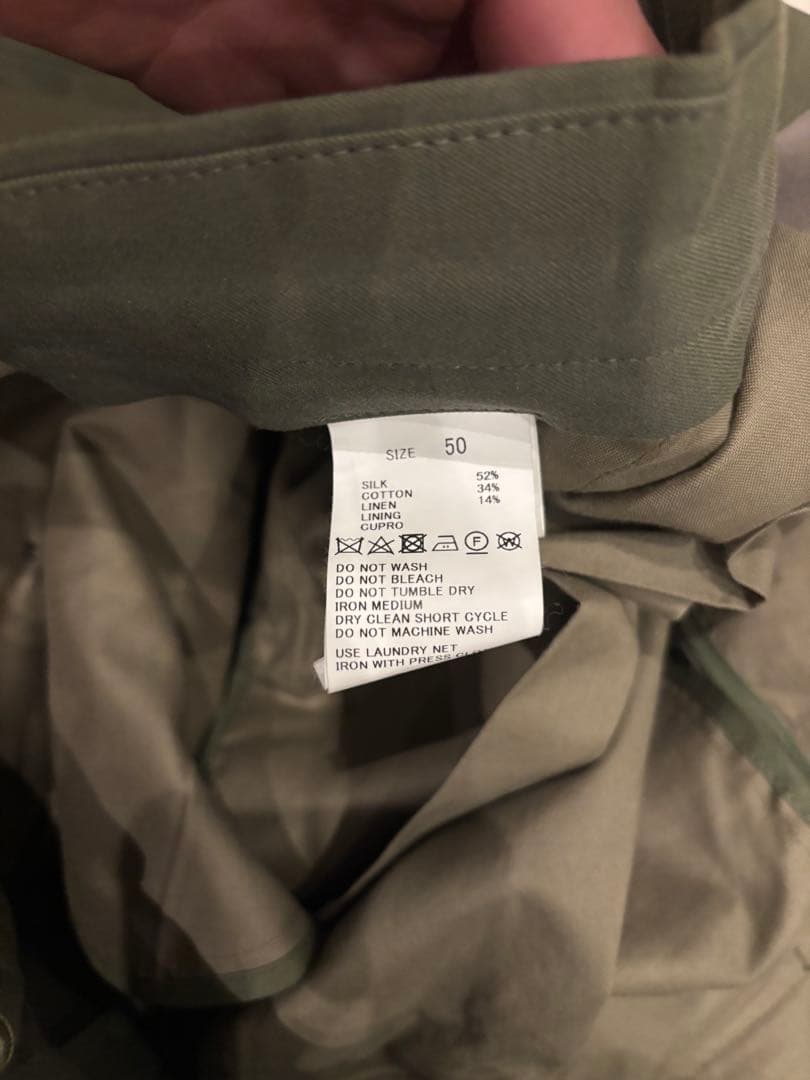 SIZE 50
SILK 52%
COTTON 34%
LINEN 14%
LINING
CUPRO
F W
DO NOT WASH
DO NOT BLEACH
DO NOT TUMBLE DRY
IRON MEDIUM
DRY CLEAN SHORT CYCLE
DO NOT MACHINE WASH
USE LAUNDRY NET
IRON WITH PRESS